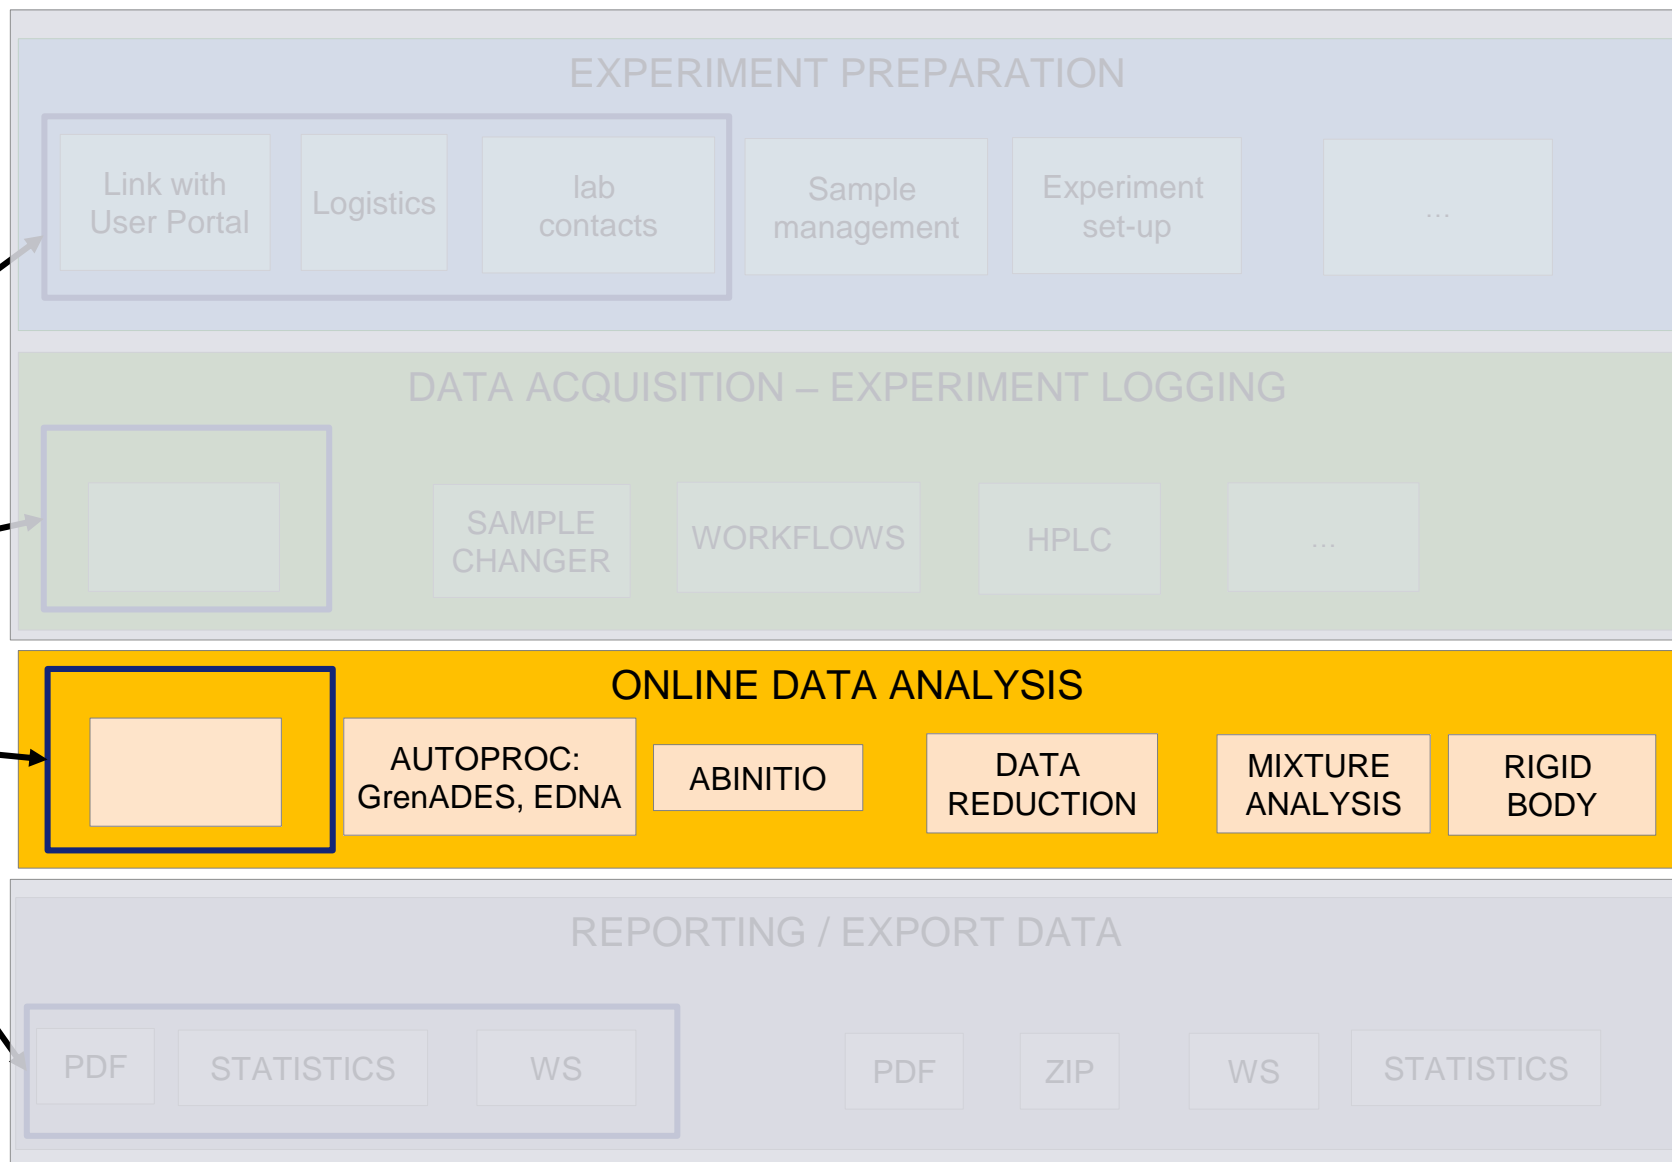 EXPERIMENT PREPARATION
Link with
User Portal
Logistics
lab
contacts
Sample
management
Experiment
set-up
...
DATA ACQUISITION – EXPERIMENT LOGGING
SAMPLE
CHANGER
WORKFLOWS
HPLC
...
ONLINE DATA ANALYSIS
AUTOPROC:
GrenADES, EDNA
ABINITIO
DATA
REDUCTION
MIXTURE
ANALYSIS
RIGID
BODY
REPORTING / EXPORT DATA
PDF
STATISTICS
WS
PDF
ZIP
WS
STATISTICS